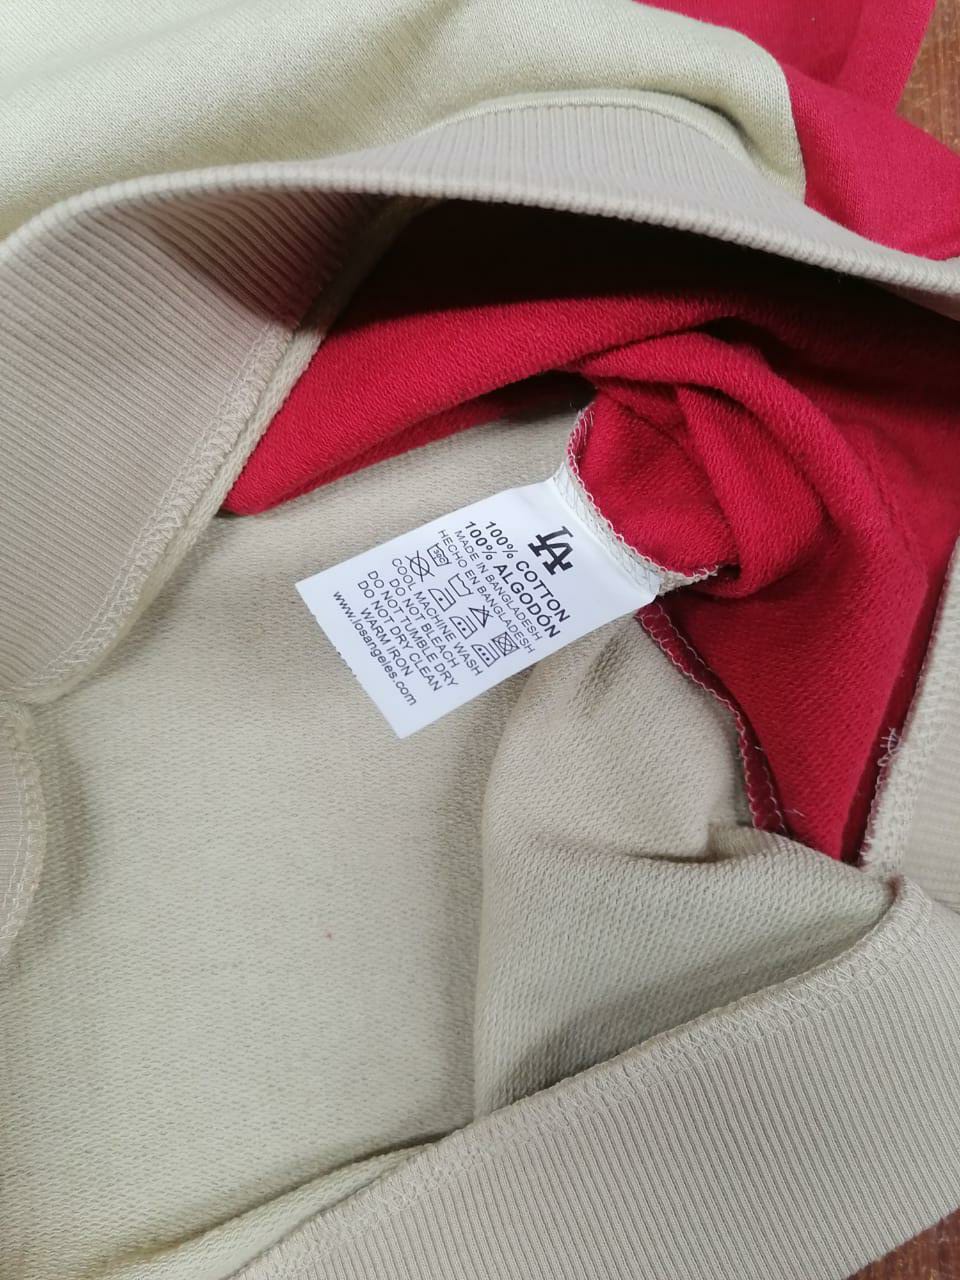 LA
100% COTTON
100% ALGODÓN
MADE IN BANGLADESH
HECHO EN BANGLADESH
30C
COOL MACHINE WASH
DO NOT BLEACH
DO NOT TUMBLE DRY
DO NOT DRY CLEAN
WARM IRON
www.losangeles.com